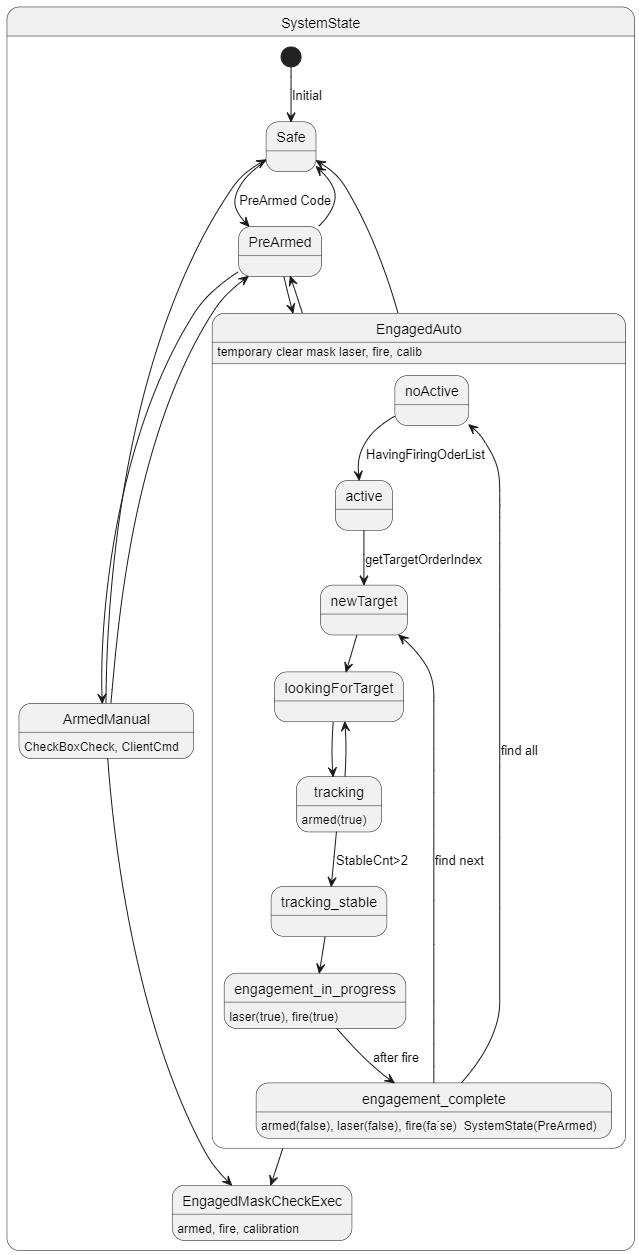 SystemState
Initial
Safe
PreArmed Code
PreArmed
EngagedAuto
temporary clear mask laser, fire, calib
noActive
HavingFiringOderList
active
getTargetOrderIndex
newTarget
lookingForTarget
ArmedManual
CheckBoxCheck, ClientCmd
find all
tracking
armed(true)
StableCnt>2
find next
tracking_stable
engagement_in_progress
laser(true), fire(true)
after fire
engagement_complete
armed(false), laser(false), fire(false) SystemState(PreArmed)
EngagedMaskCheckExec
armed, fire, calibration